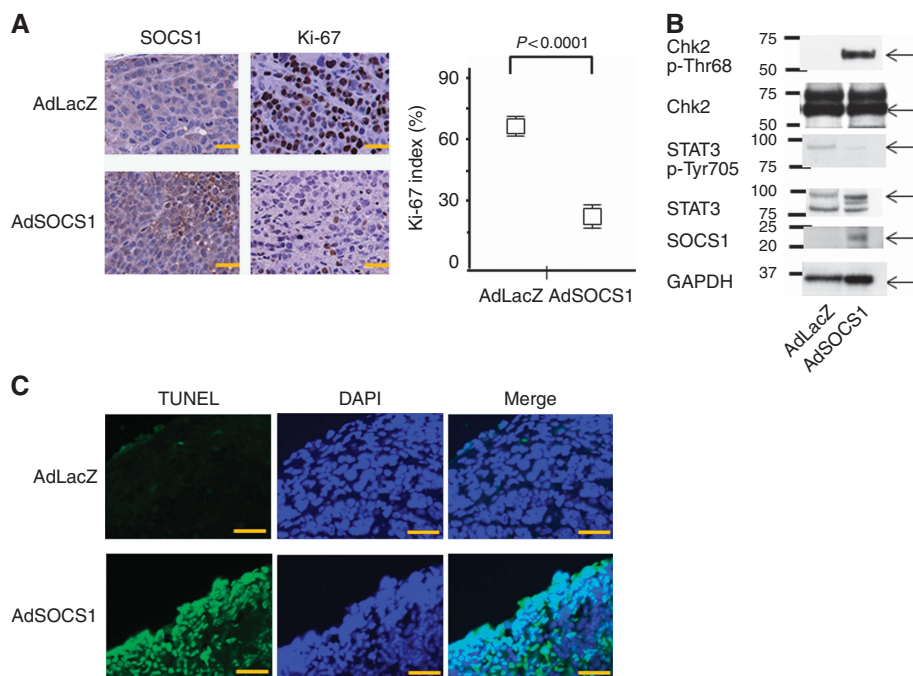 A
SOCS1
Ki-67
AdLacZ
AdSOCS1
P<0.0001
Ki-67 index (%)
90
60
30
0
AdLacZ AdSOCS1
B
Chk2
p-Thr68
75
50
Chk2
75
50
STAT3
p-Tyr705
100
75
STAT3
100
75
SOCS1
25
20
GAPDH
37
AdLacZ
AdSOCS1
C
TUNEL
DAPI
Merge
AdLacZ
AdSOCS1